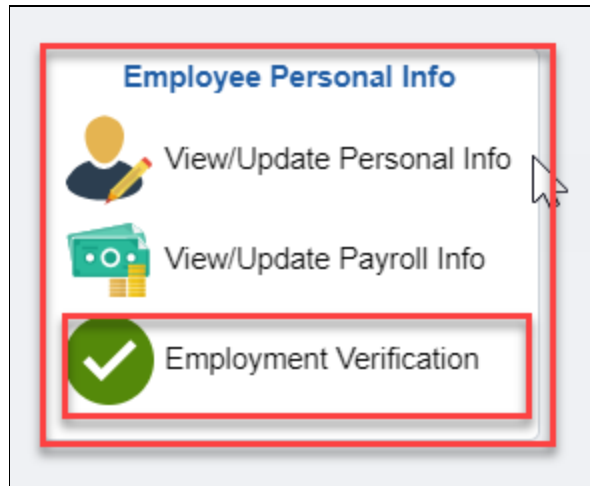 Employee Personal Info
View/Update Personal Info
View/Update Payroll Info
Employment Verification